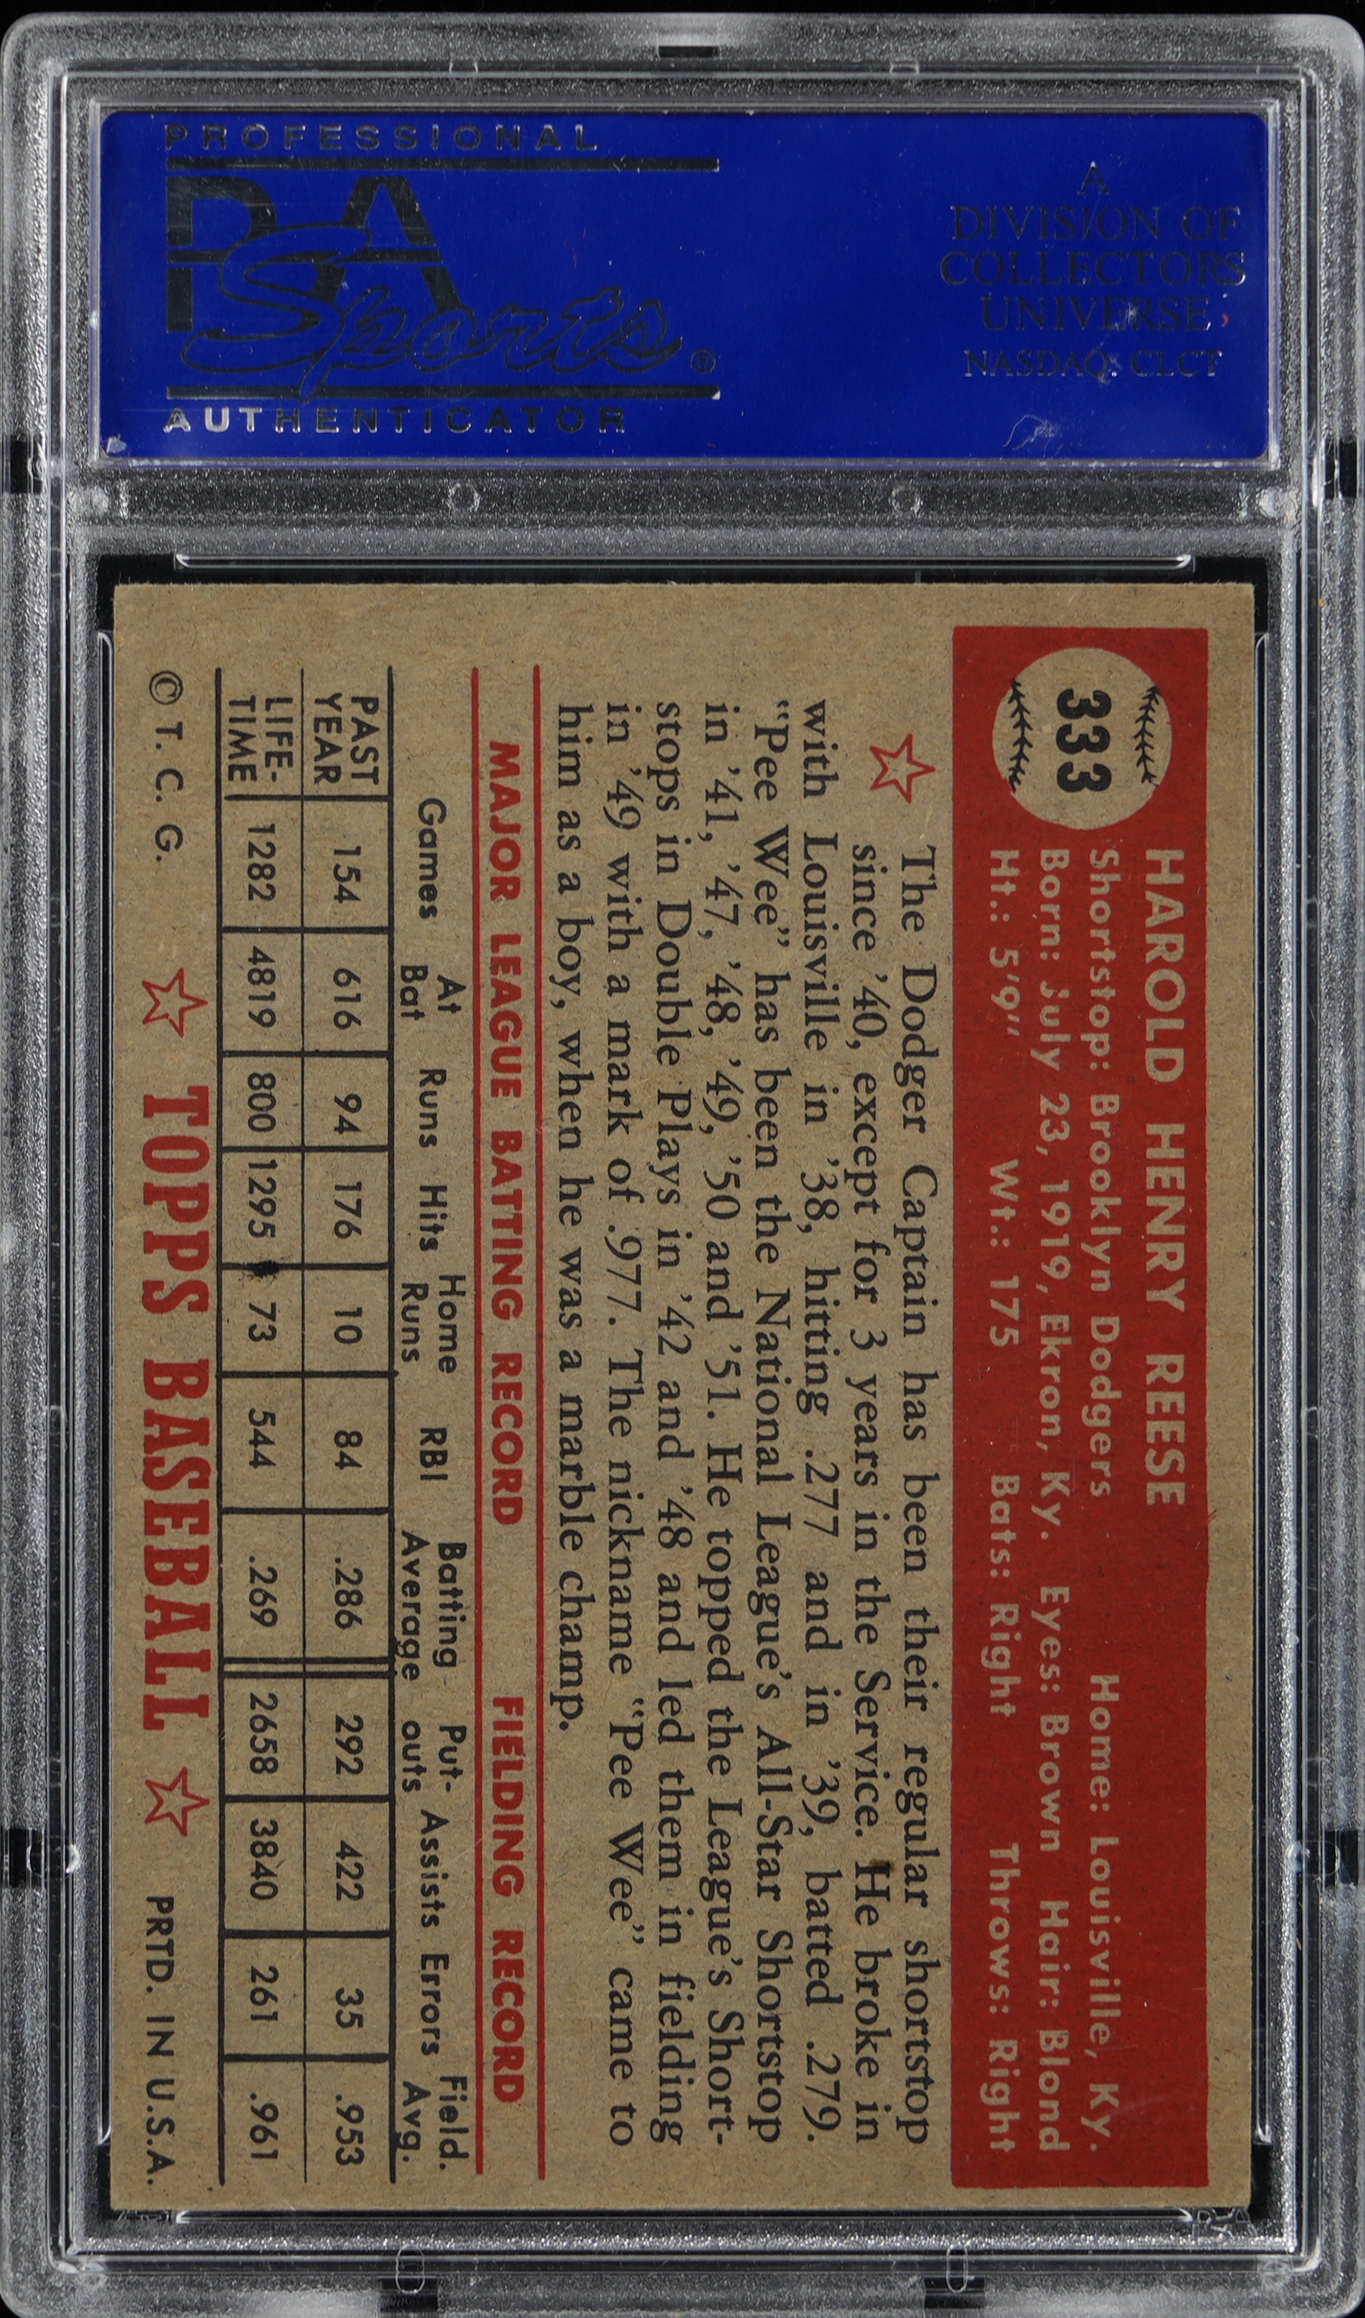 PROFESSIONAL
PSA
Sports®
AUTHENTICATOR
A
DIVISION OF
COLLECTORS
UNIVERSE
NASDAQ: CLCT
333
HAROLD HENRY REESE
Shortstop: Brooklyn Dodgers Home: Louisville, Ky.
Born: July 23, 1919, Ekron, Ky. Eyes: Brown Hair: Blond
Ht.: 5'9" Wt.: 175 Bats: Right Throws: Right
The Dodger Captain has been their regular shortstop
since '40, except for 3 years in the Service. He broke in
with Louisville in '38, hitting .277 and in '39, batted .279.
"Pee Wee" has been the National League's All-Star Shortstop
in '41, '47, '48, '49, '50 and '51. He topped the League's Short-
stops in Double Plays in '42 and '48 and led them in fielding
in '49 with a mark of .977. The nickname "Pee Wee" came to
him as a boy, when he was a marble champ.
MAJOR LEAGUE BATTING RECORD FIELDING RECORD
Games At Bat Runs Hits Home Runs RBI Batting Average Put-outs Assists Errors Field. Avg.
PAST YEAR 154 616 94 176 10 84 .286 292 422 35 .953
LIFE-TIME 1282 4819 800 1295 73 544 .269 2658 3840 261 .961
© T. C. G. TOPPS BASEBALL PRTD. IN U.S.A.
PSA